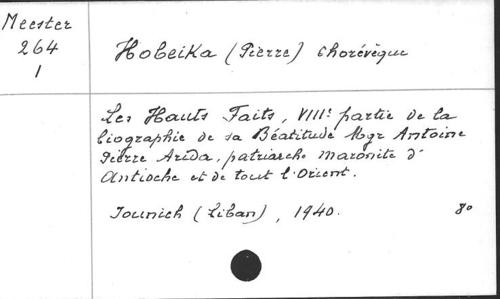 Meester
264
1
Hobeika (Pierre) Chorévêque
Les Hauts Faits, VIIIe partie de la
biographie de sa Béatitude Mgr Antoine
Pierre Arida, patriarche maronite d'
Antioche et de tout l'Orient.
Jounieh (Liban), 1940. 8o